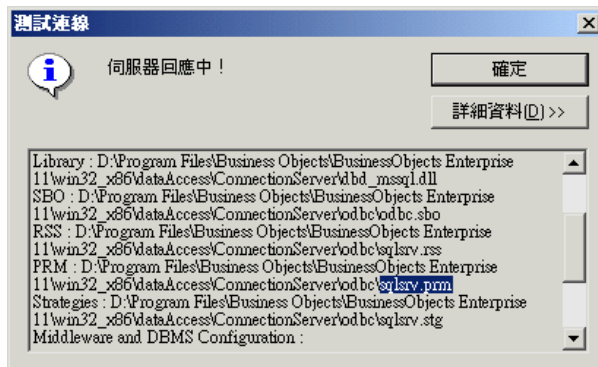 測試連線
伺服器回應中！
確定
詳細資料(D) >>
Library : D:\Program Files\Business Objects\BusinessObjects Enterprise
11\win32_x86\dataAccess\ConnectionServer\dbd_mssql.dll
SBO : D:\Program Files\Business Objects\BusinessObjects Enterprise
11\win32_x86\dataAccess\ConnectionServer\odbc\odbc.sbo
RSS : D:\Program Files\Business Objects\BusinessObjects Enterprise
11\win32_x86\dataAccess\ConnectionServer\odbc\sqlsrv.rss
PRM : D:\Program Files\Business Objects\BusinessObjects Enterprise
11\win32_x86\dataAccess\ConnectionServer\odbc\sqlsrv.prm
Strategies : D:\Program Files\Business Objects\BusinessObjects Enterprise
11\win32_x86\dataAccess\ConnectionServer\odbc\sqlsrv.stg
Middleware and DBMS Configuration :